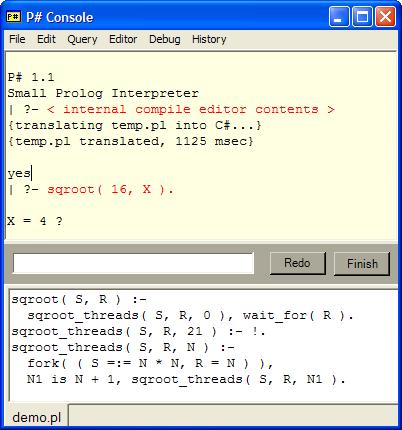 P# P# Console
File Edit Query Editor Debug History
P# 1.1
Small Prolog Interpreter
| ?- < internal compile editor contents >
{translating temp.pl into C#...}
{temp.pl translated, 1125 msec}
yes
| ?- sqroot( 16, X ).
X = 4 ?
Redo Finish
sqroot( S, R ) :-
sqroot_threads( S, R, 0 ), wait_for( R ).
sqroot_threads( S, R, 21 ) :- !.
sqroot_threads( S, R, N ) :-
fork( ( S =:= N * N, R = N ) ),
N1 is N + 1, sqroot_threads( S, R, N1 ).
demo.pl